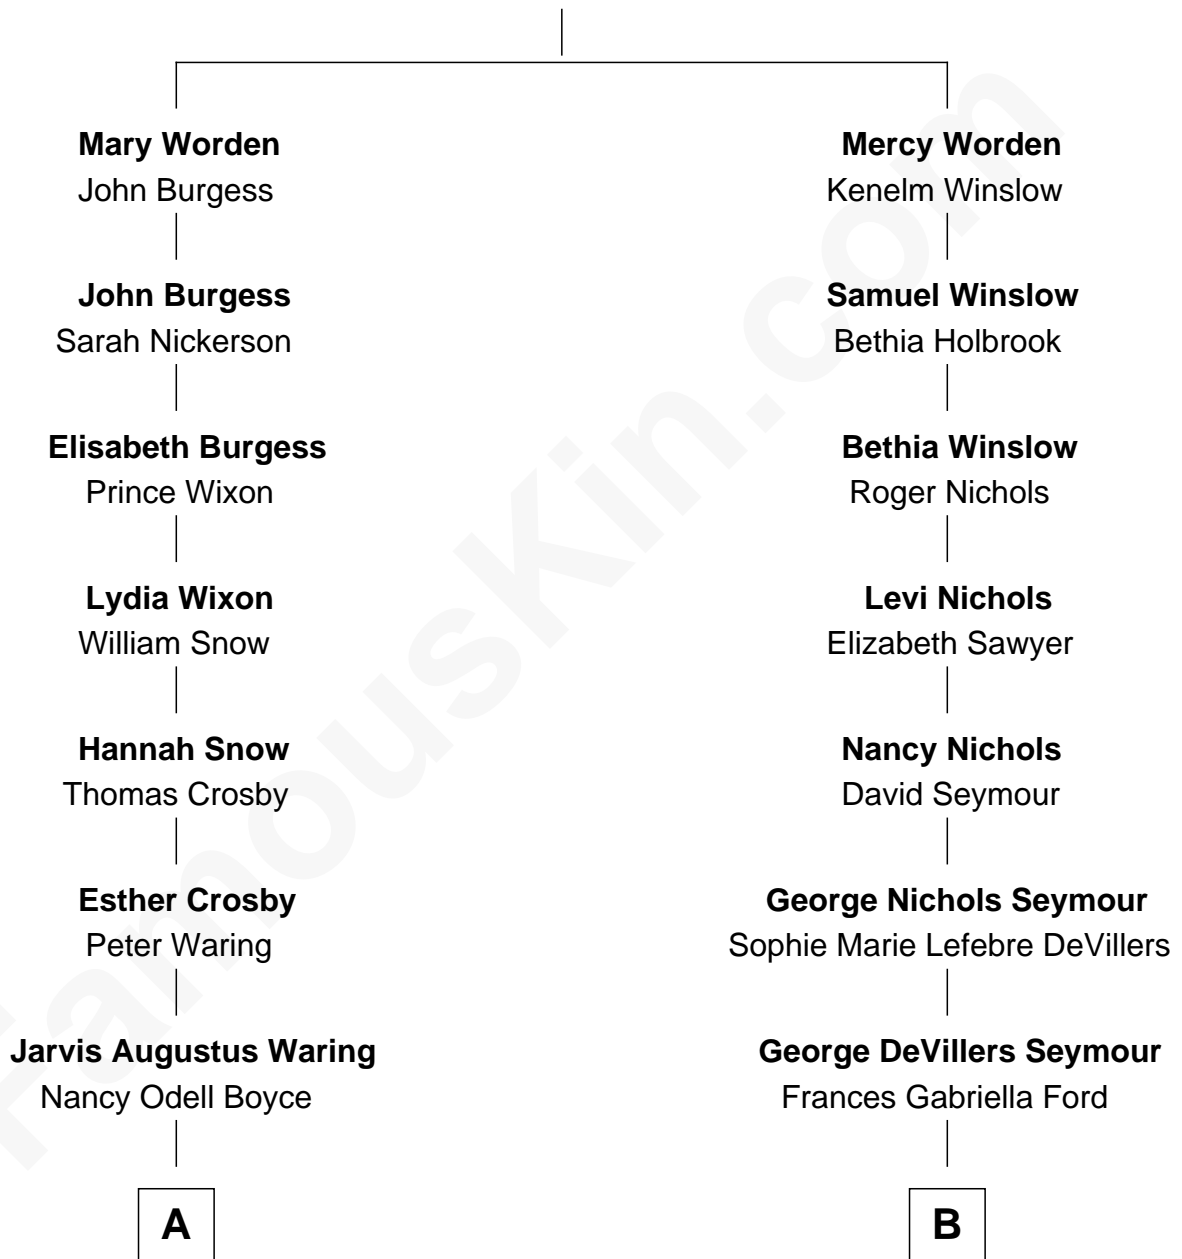 Mary Worden
John Burgess
Mercy Worden
Kenelm Winslow
John Burgess
Sarah Nickerson
Samuel Winslow
Bethia Holbrook
Elisabeth Burgess
Prince Wixon
Bethia Winslow
Roger Nichols
Lydia Wixon
William Snow
Levi Nichols
Elizabeth Sawyer
Hannah Snow
Thomas Crosby
Nancy Nichols
David Seymour
Esther Crosby
Peter Waring
George Nichols Seymour
Sophie Marie Lefebre DeVillers
Jarvis Augustus Waring
Nancy Odell Boyce
George DeVillers Seymour
Frances Gabriella Ford
A
B
FamousKin.com